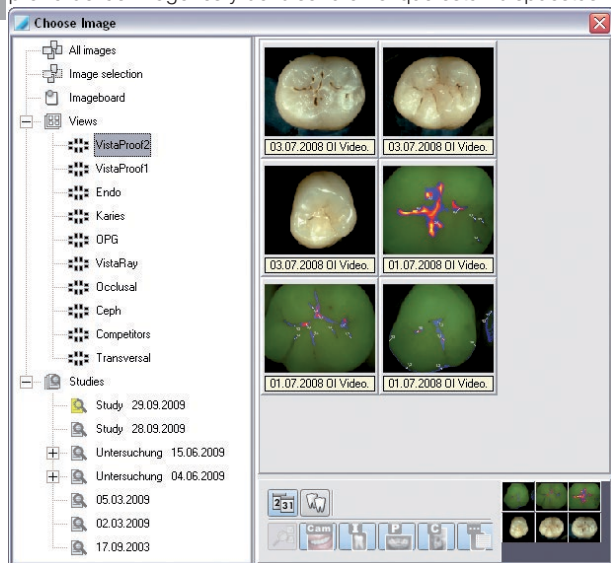 Choose Image
All images
Image selection
Imageboard
Views
VistaProof2
VistaProof1
Endo
Karies
OPG
VistaRay
Occlusal
Ceph
Competitors
Transversal
Studies
Study 29.09.2009
Study 28.09.2009
Untersuchung 15.06.2009
Untersuchung 04.06.2009
05.03.2009
02.03.2009
17.09.2003
03.07.2008 OI Video.
03.07.2008 OI Video.
03.07.2008 OI Video.
01.07.2008 OI Video.
01.07.2008 OI Video.
01.07.2008 OI Video.
2 31
Cam
I
P
C